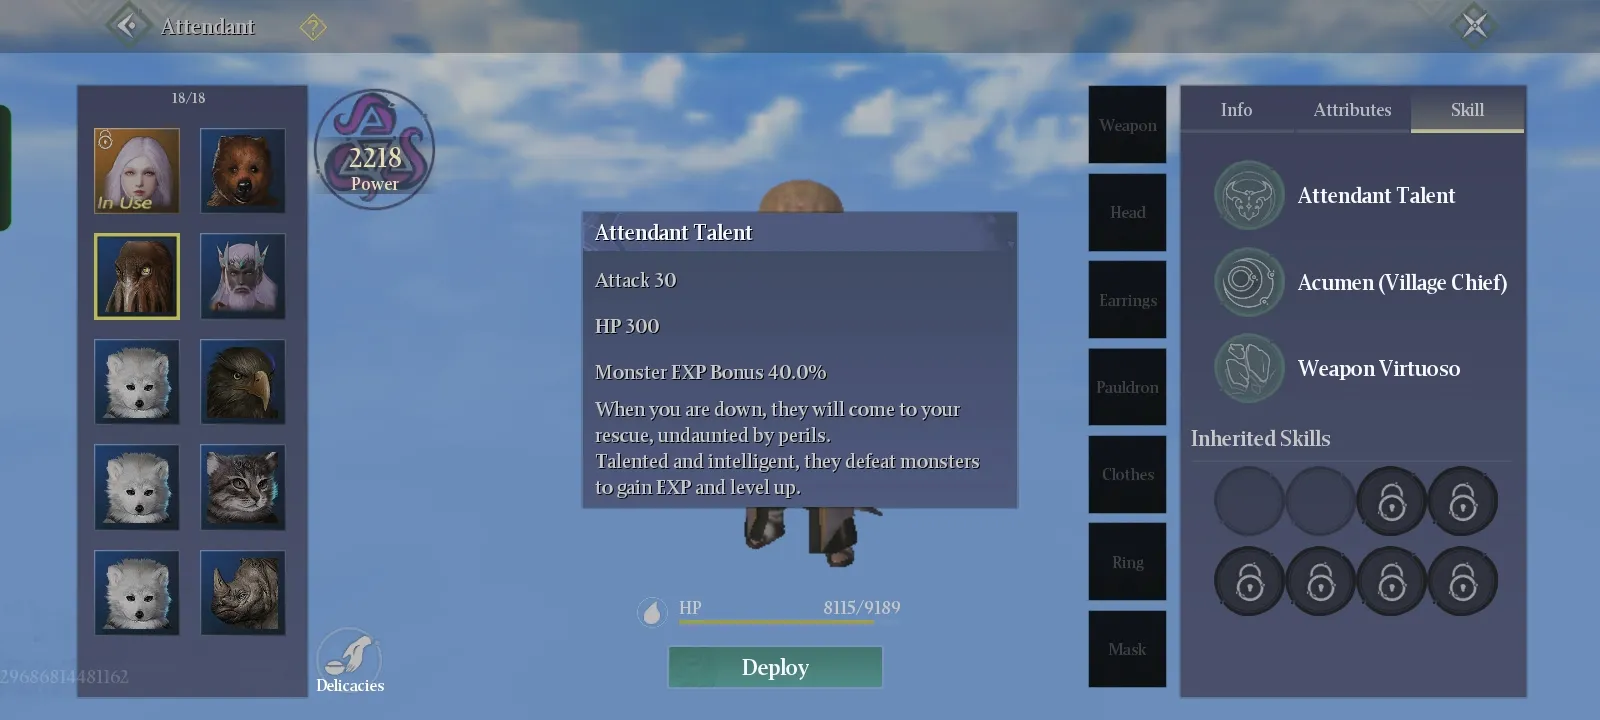 Attendant
?
18/18
In Use
2218
Power
Delicacies
29686814481162
Attendant Talent
Attack 30
HP 300
Monster EXP Bonus 40.0%
When you are down, they will come to your
rescue, undaunted by perils.
Talented and intelligent, they defeat monsters
to gain EXP and level up.
HP 8115/9189
Deploy
Weapon
Head
Earrings
Pauldron
Clothes
Ring
Mask
Info Attributes Skill
Attendant Talent
Acumen (Village Chief)
Weapon Virtuoso
Inherited Skills